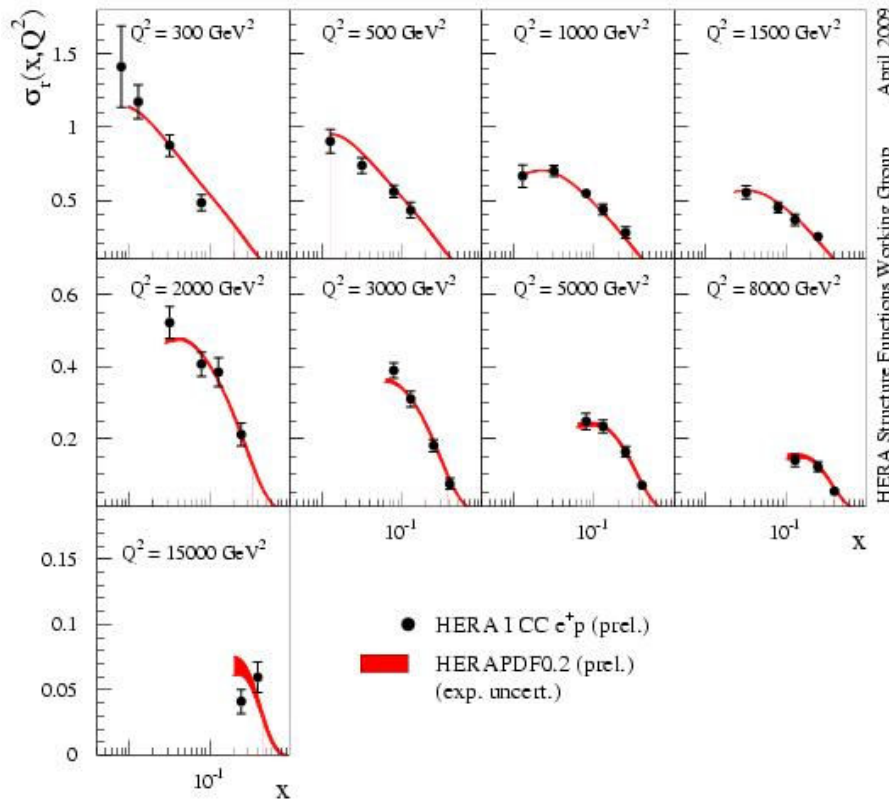 σr(x,Q²)
Q² = 300 GeV²
Q² = 500 GeV²
Q² = 1000 GeV²
Q² = 1500 GeV²
1.5
1
0.5
Q² = 2000 GeV²
Q² = 3000 GeV²
Q² = 5000 GeV²
Q² = 8000 GeV²
0.6
0.4
0.2
10⁻¹
10⁻¹
10⁻¹
x
Q² = 15000 GeV²
0.15
0.1
0.05
0
10⁻¹
x
HERA I CC e⁺p (prel.)
HERAPDF0.2 (prel.)
(exp. uncert.)
HERA Structure Functions Working Group April 2009